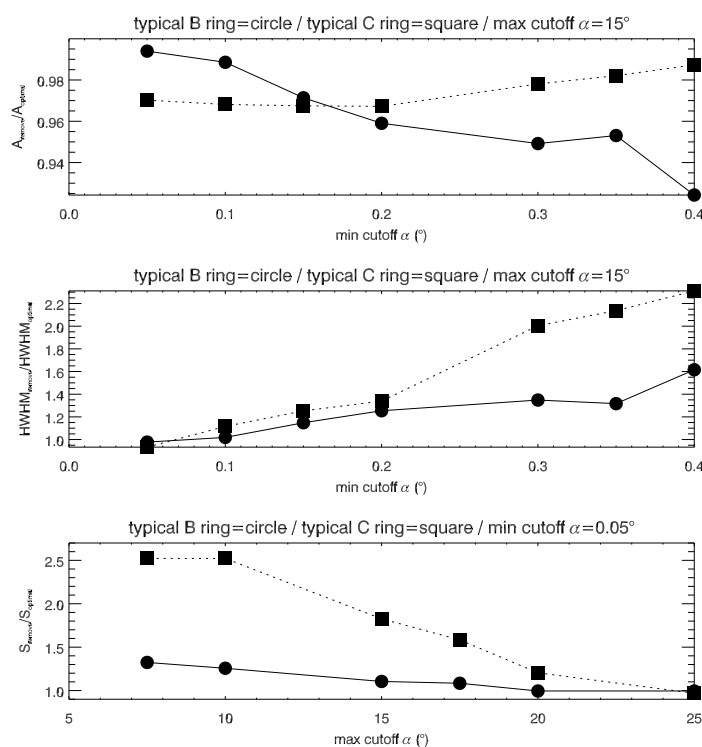 typical B ring=circle / typical C ring=square / max cutoff α=15°
0.98
0.96
0.94
A /A
0.0 0.1 0.2 0.3 0.4
min cutoff α (°)
typical B ring=circle / typical C ring=square / max cutoff α=15°
2.2
2.0
1.8
1.6
1.4
1.2
1.0
HWHM /HWHM
0.0 0.1 0.2 0.3 0.4
min cutoff α (°)
typical B ring=circle / typical C ring=square / min cutoff α=0.05°
2.5
2.0
1.5
1.0
S /S
5 10 15 20 25
max cutoff α (°)